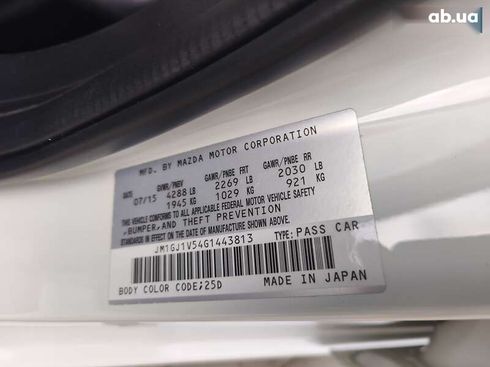 ab.ua
MFD. BY MAZDA MOTOR CORPORATION
DATE GVWR/PNBV GAWR/PNBE FRT GAWR/PNBE RR
07/15 4288 LB 2269 LB 2030 LB
1945 KG 1029 KG 921 KG
THIS VEHICLE CONFORMS TO ALL APPLICABLE FEDERAL MOTOR VEHICLE SAFETY
,BUMPER,AND THEFT PREVENTION
STANDARDS IN EFFECT ON THE DATE OF MANUFACTURE SHOWN ABOVE.
JM1GJ1V54G1443813 TYPE: PASS CAR
BODY COLOR CODE;25D MADE IN JAPAN